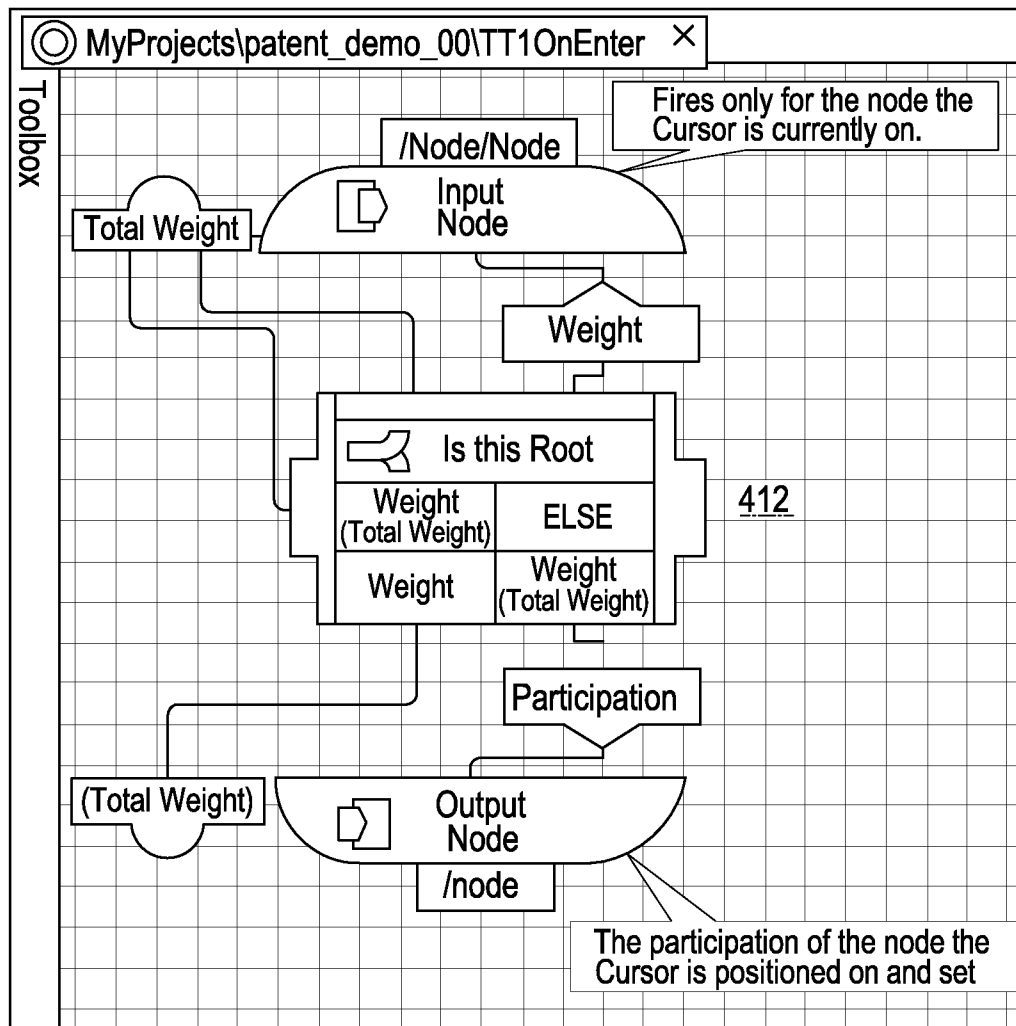 MyProjects\patent_demo_00\TT1OnEnter ×
Toolbox
Fires only for the node the
Cursor is currently on.
/Node/Node
Input
Node
Total Weight
Weight
Is this Root
Weight
(Total Weight)
ELSE
Weight
Weight
(Total Weight)
412
Participation
(Total Weight)
Output
Node
/node
The participation of the node the
Cursor is positioned on and set